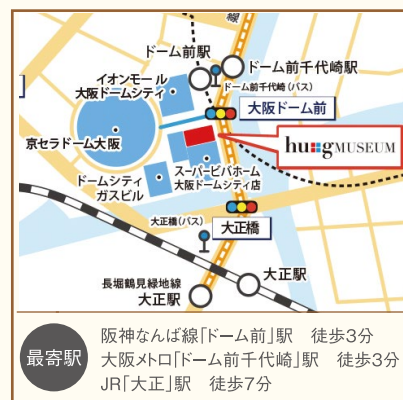 ドーム前駅
ドーム前千代崎駅
ドーム前千代崎(バス)
イオンモール
大阪ドームシティ
大阪ドーム前
京セラドーム大阪
hu::g MUSEUM
スーパービバホーム
大阪ドームシティ店
ドームシティ
ガスビル
大正橋(バス)
大正橋
大正駅
長堀鶴見緑地線
大正駅
最寄駅
阪神なんば線「ドーム前」駅 徒歩3分
大阪メトロ「ドーム前千代崎」駅 徒歩3分
JR「大正」駅 徒歩7分